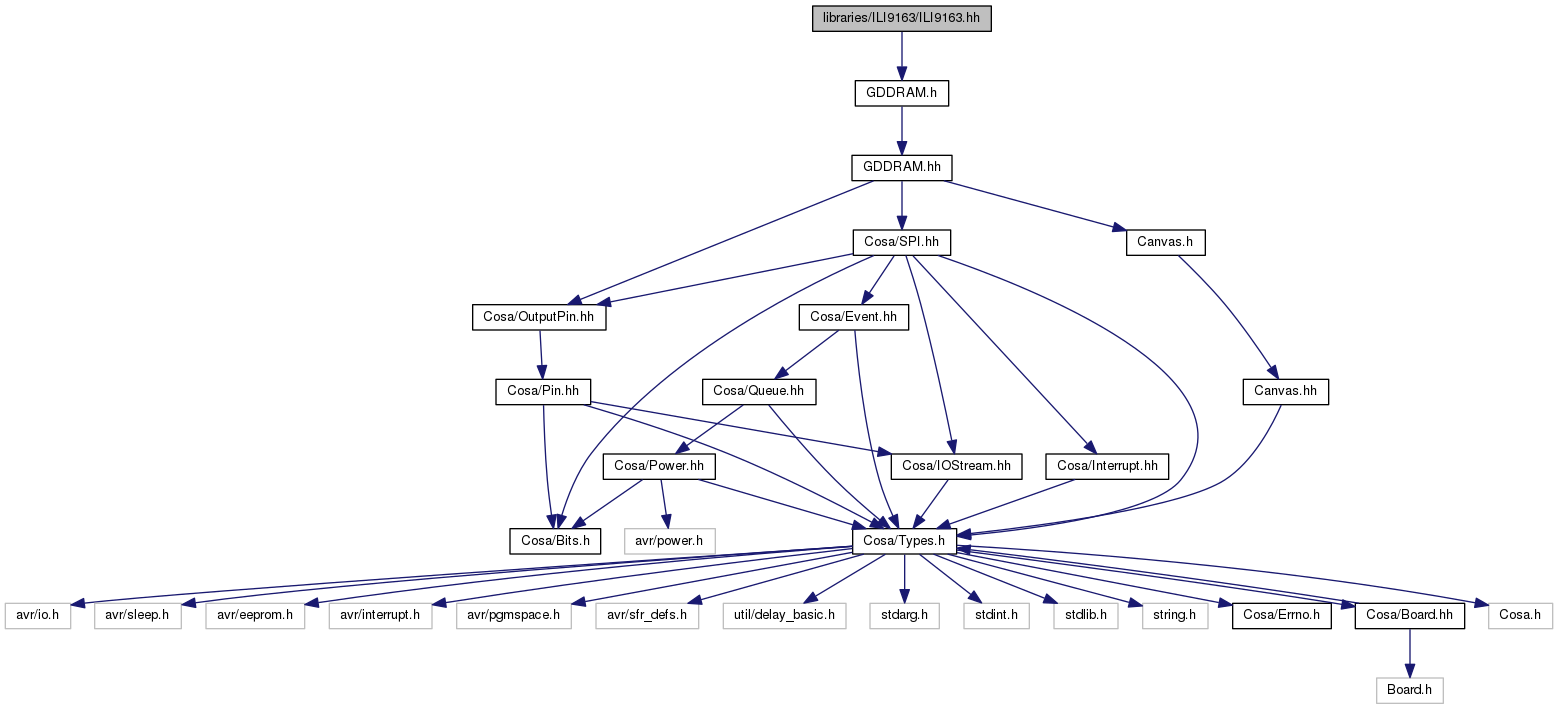 libraries/ILI9163/ILI9163.hh
GDDRAM.h
GDDRAM.hh
Cosa/SPI.hh
Canvas.h
Cosa/OutputPin.hh
Cosa/Event.hh
Cosa/Pin.hh
Cosa/Queue.hh
Canvas.hh
Cosa/Power.hh
Cosa/IOStream.hh
Cosa/Interrupt.hh
Cosa/Bits.h
avr/power.h
Cosa/Types.h
avr/io.h
avr/sleep.h
avr/eeprom.h
avr/interrupt.h
avr/pgmspace.h
avr/sfr_defs.h
util/delay_basic.h
stdarg.h
stdint.h
stdlib.h
string.h
Cosa/Errno.h
Cosa/Board.hh
Cosa.h
Board.h